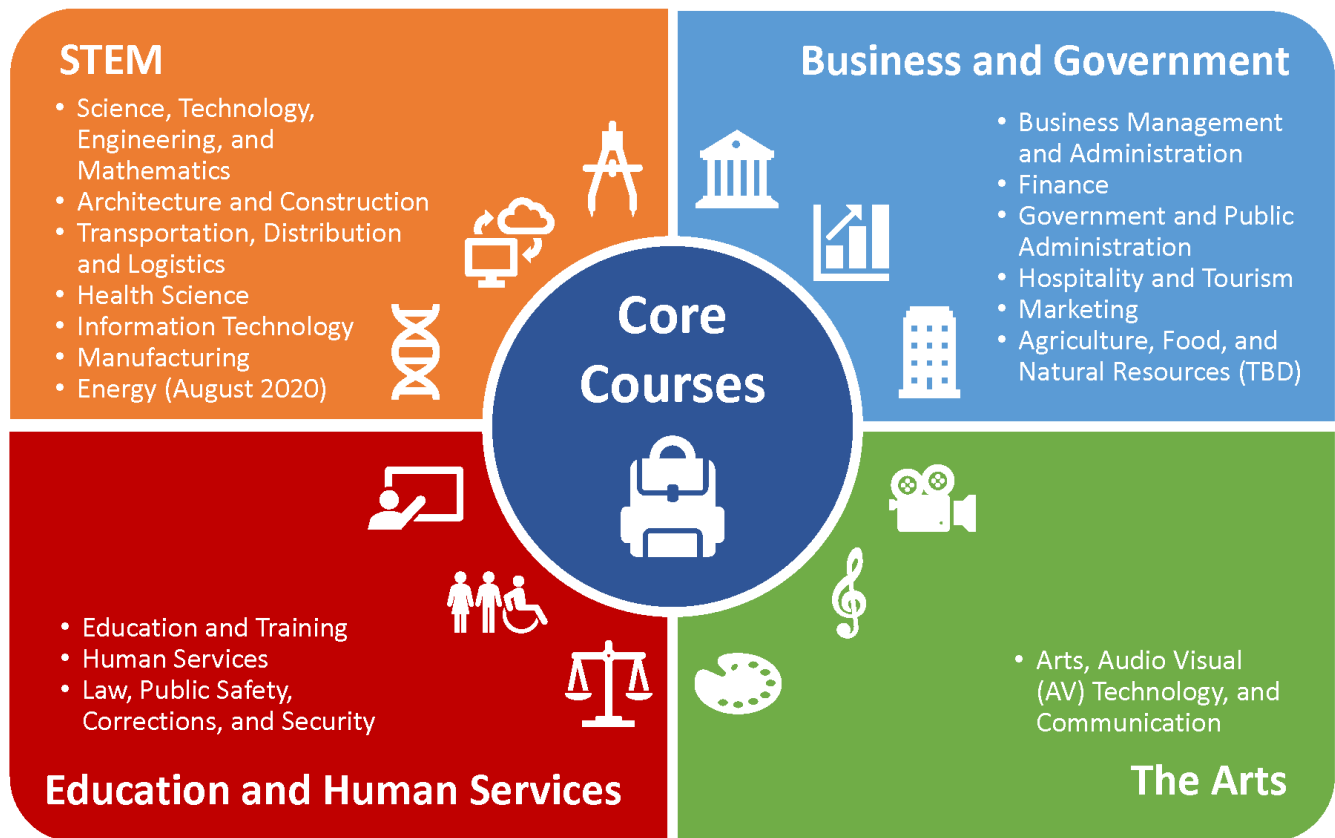 STEM
• Science, Technology,
Engineering, and
Mathematics
• Architecture and Construction
• Transportation, Distribution
and Logistics
• Health Science
• Information Technology
• Manufacturing
• Energy (August 2020)
Business and Government
• Business Management
and Administration
• Finance
• Government and Public
Administration
• Hospitality and Tourism
• Marketing
• Agriculture, Food, and
Natural Resources (TBD)
Core
Courses
• Education and Training
• Human Services
• Law, Public Safety,
Corrections, and Security
Education and Human Services
• Arts, Audio Visual
(AV) Technology, and
Communication
The Arts